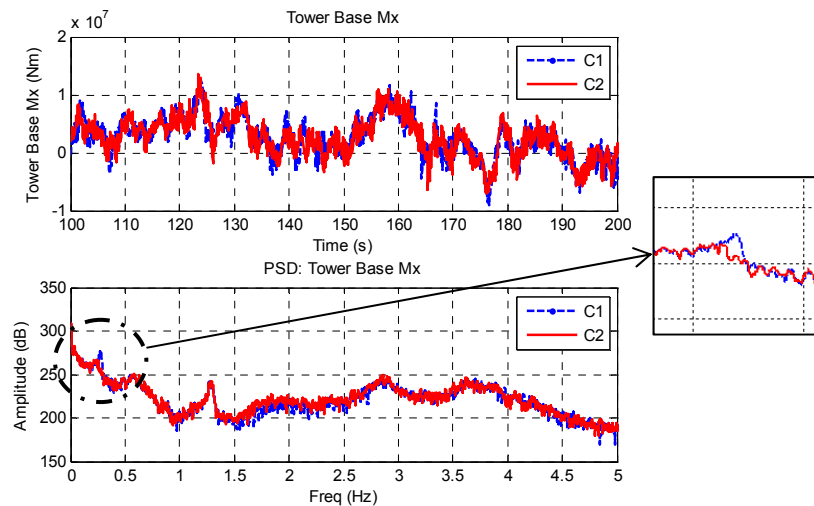 Tower Base Mx
x 10^7
2
1
0
-1
Tower Base Mx (Nm)
C1
C2
100 110 120 130 140 150 160 170 180 190 200
Time (s)
PSD: Tower Base Mx
350
300
250
200
150
Amplitude (dB)
C1
C2
0 0.5 1 1.5 2 2.5 3 3.5 4 4.5 5
Freq (Hz)